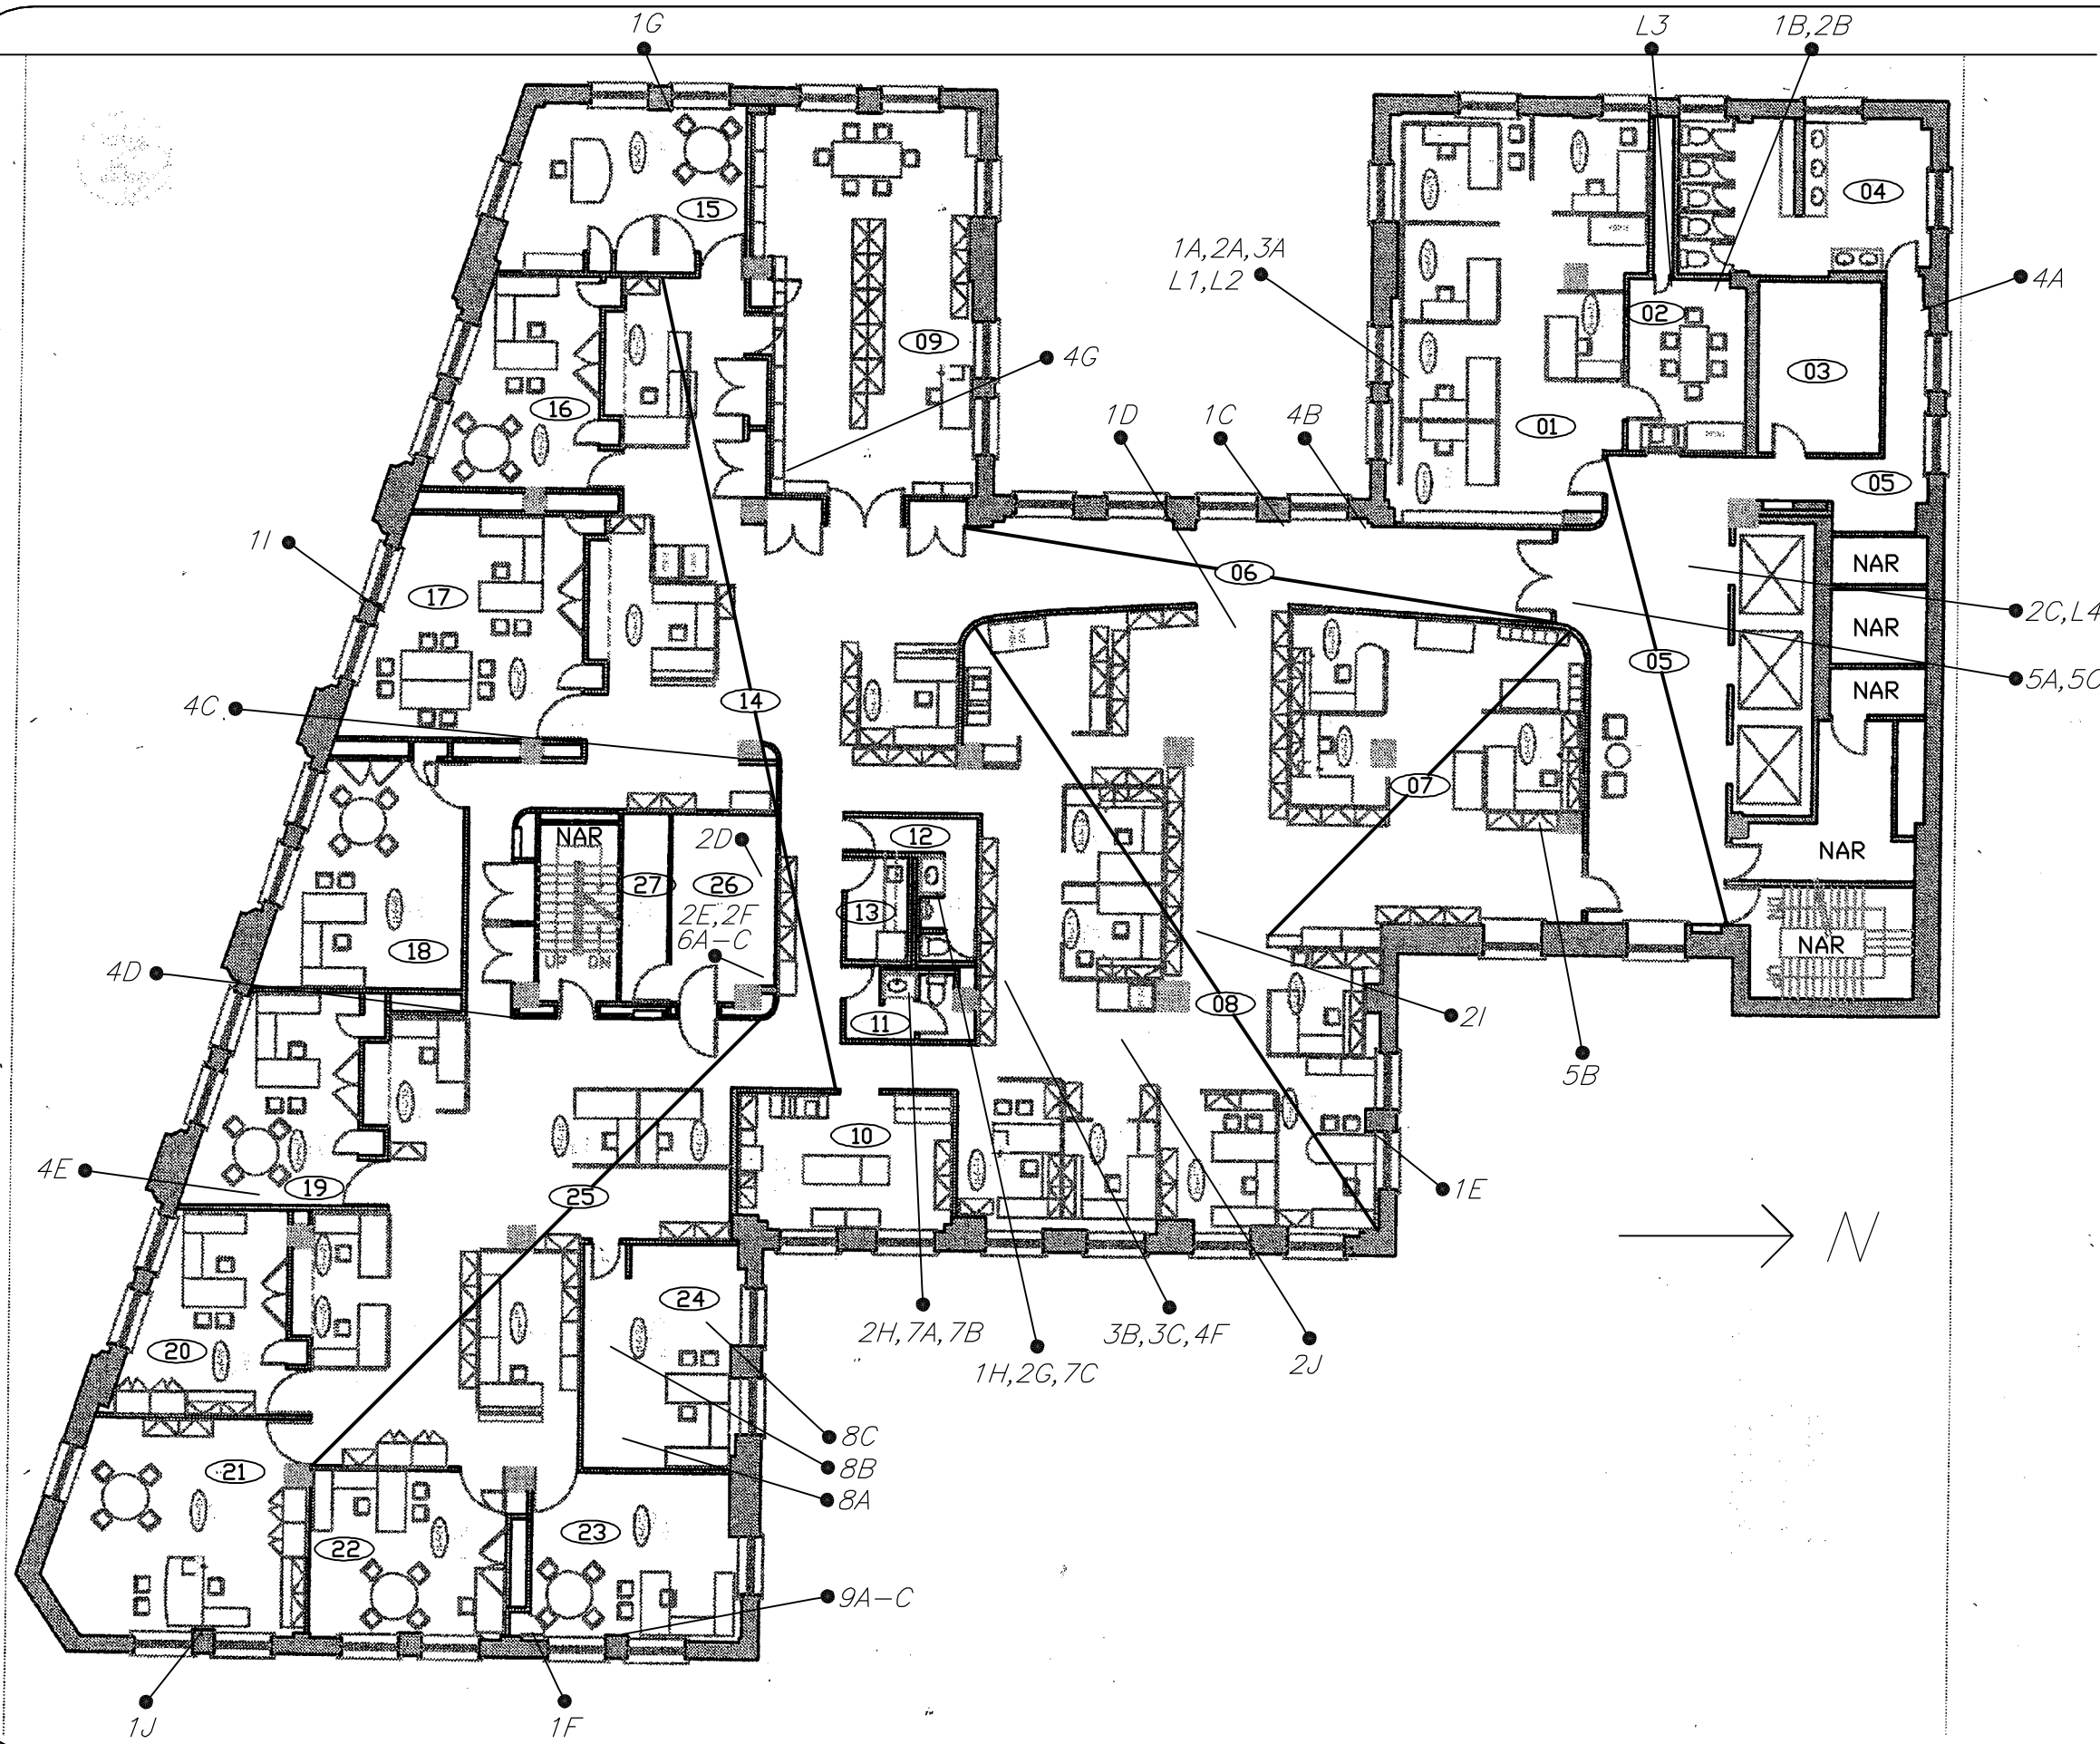 1G
L3
1B,2B
15
04
1A,2A,3A
L1,L2
4A
02
09
4G
03
16
1D
1C
4B
01
05
1I
NAR
06
17
2C,L4
NAR
05
5A,5C
NAR
4C
14
07
NAR
2D
12
NAR
27
26
13
2E,2F
6A-C
18
NAR
4D
UP
DN
08
2I
11
5B
10
4E
19
25
1E
N
24
20
2H,7A,7B
3B,3C,4F
1H,2G,7C
2J
8C
8B
21
8A
23
22
9A-C
1J
1F